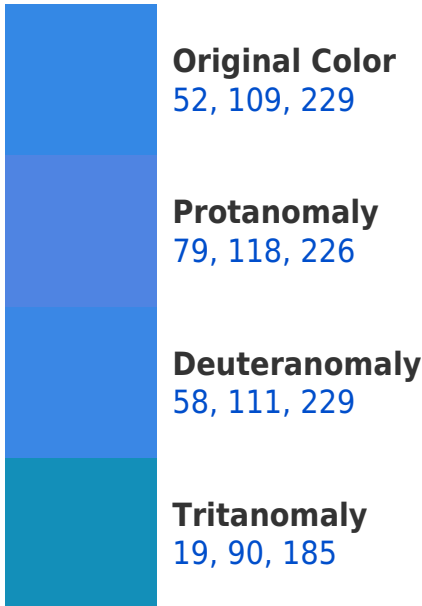 Original Color
52, 109, 229
Protanomaly
79, 118, 226
Deuteranomaly
58, 111, 229
Tritanomaly
19, 90, 185